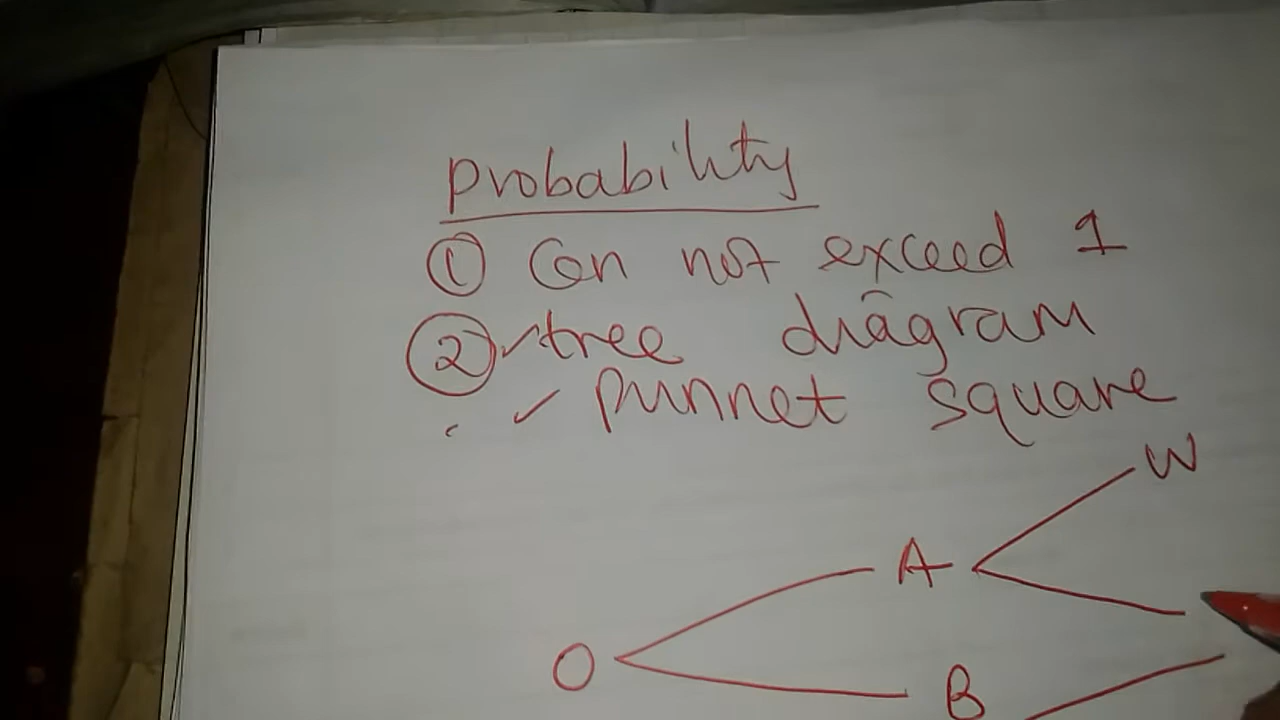 Probability
① Can not exceed 1
② ✓ tree diagram
✓ punnet square
W
A
O
B